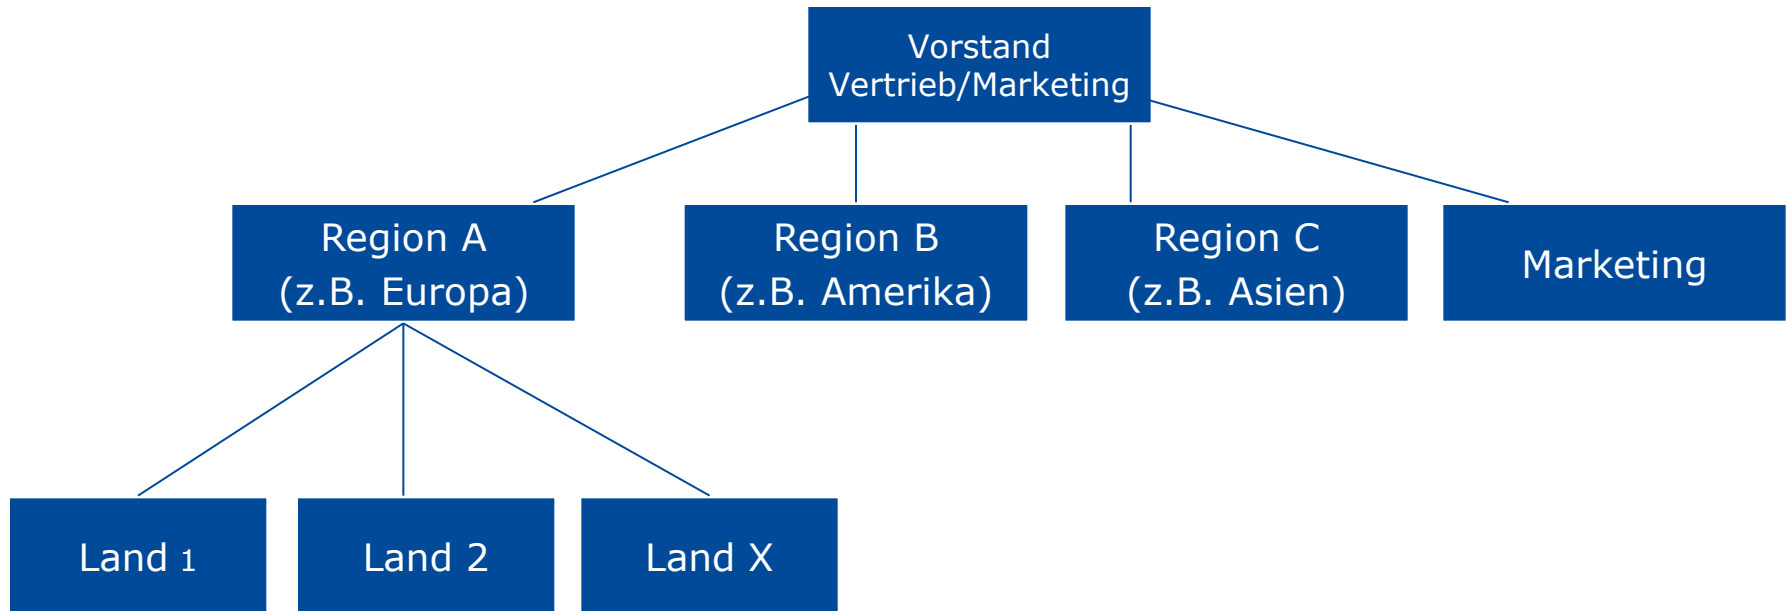 Vorstand
Vertrieb/Marketing
Region A
(z.B. Europa)
Region B
(z.B. Amerika)
Region C
(z.B. Asien)
Marketing
Land 1
Land 2
Land X